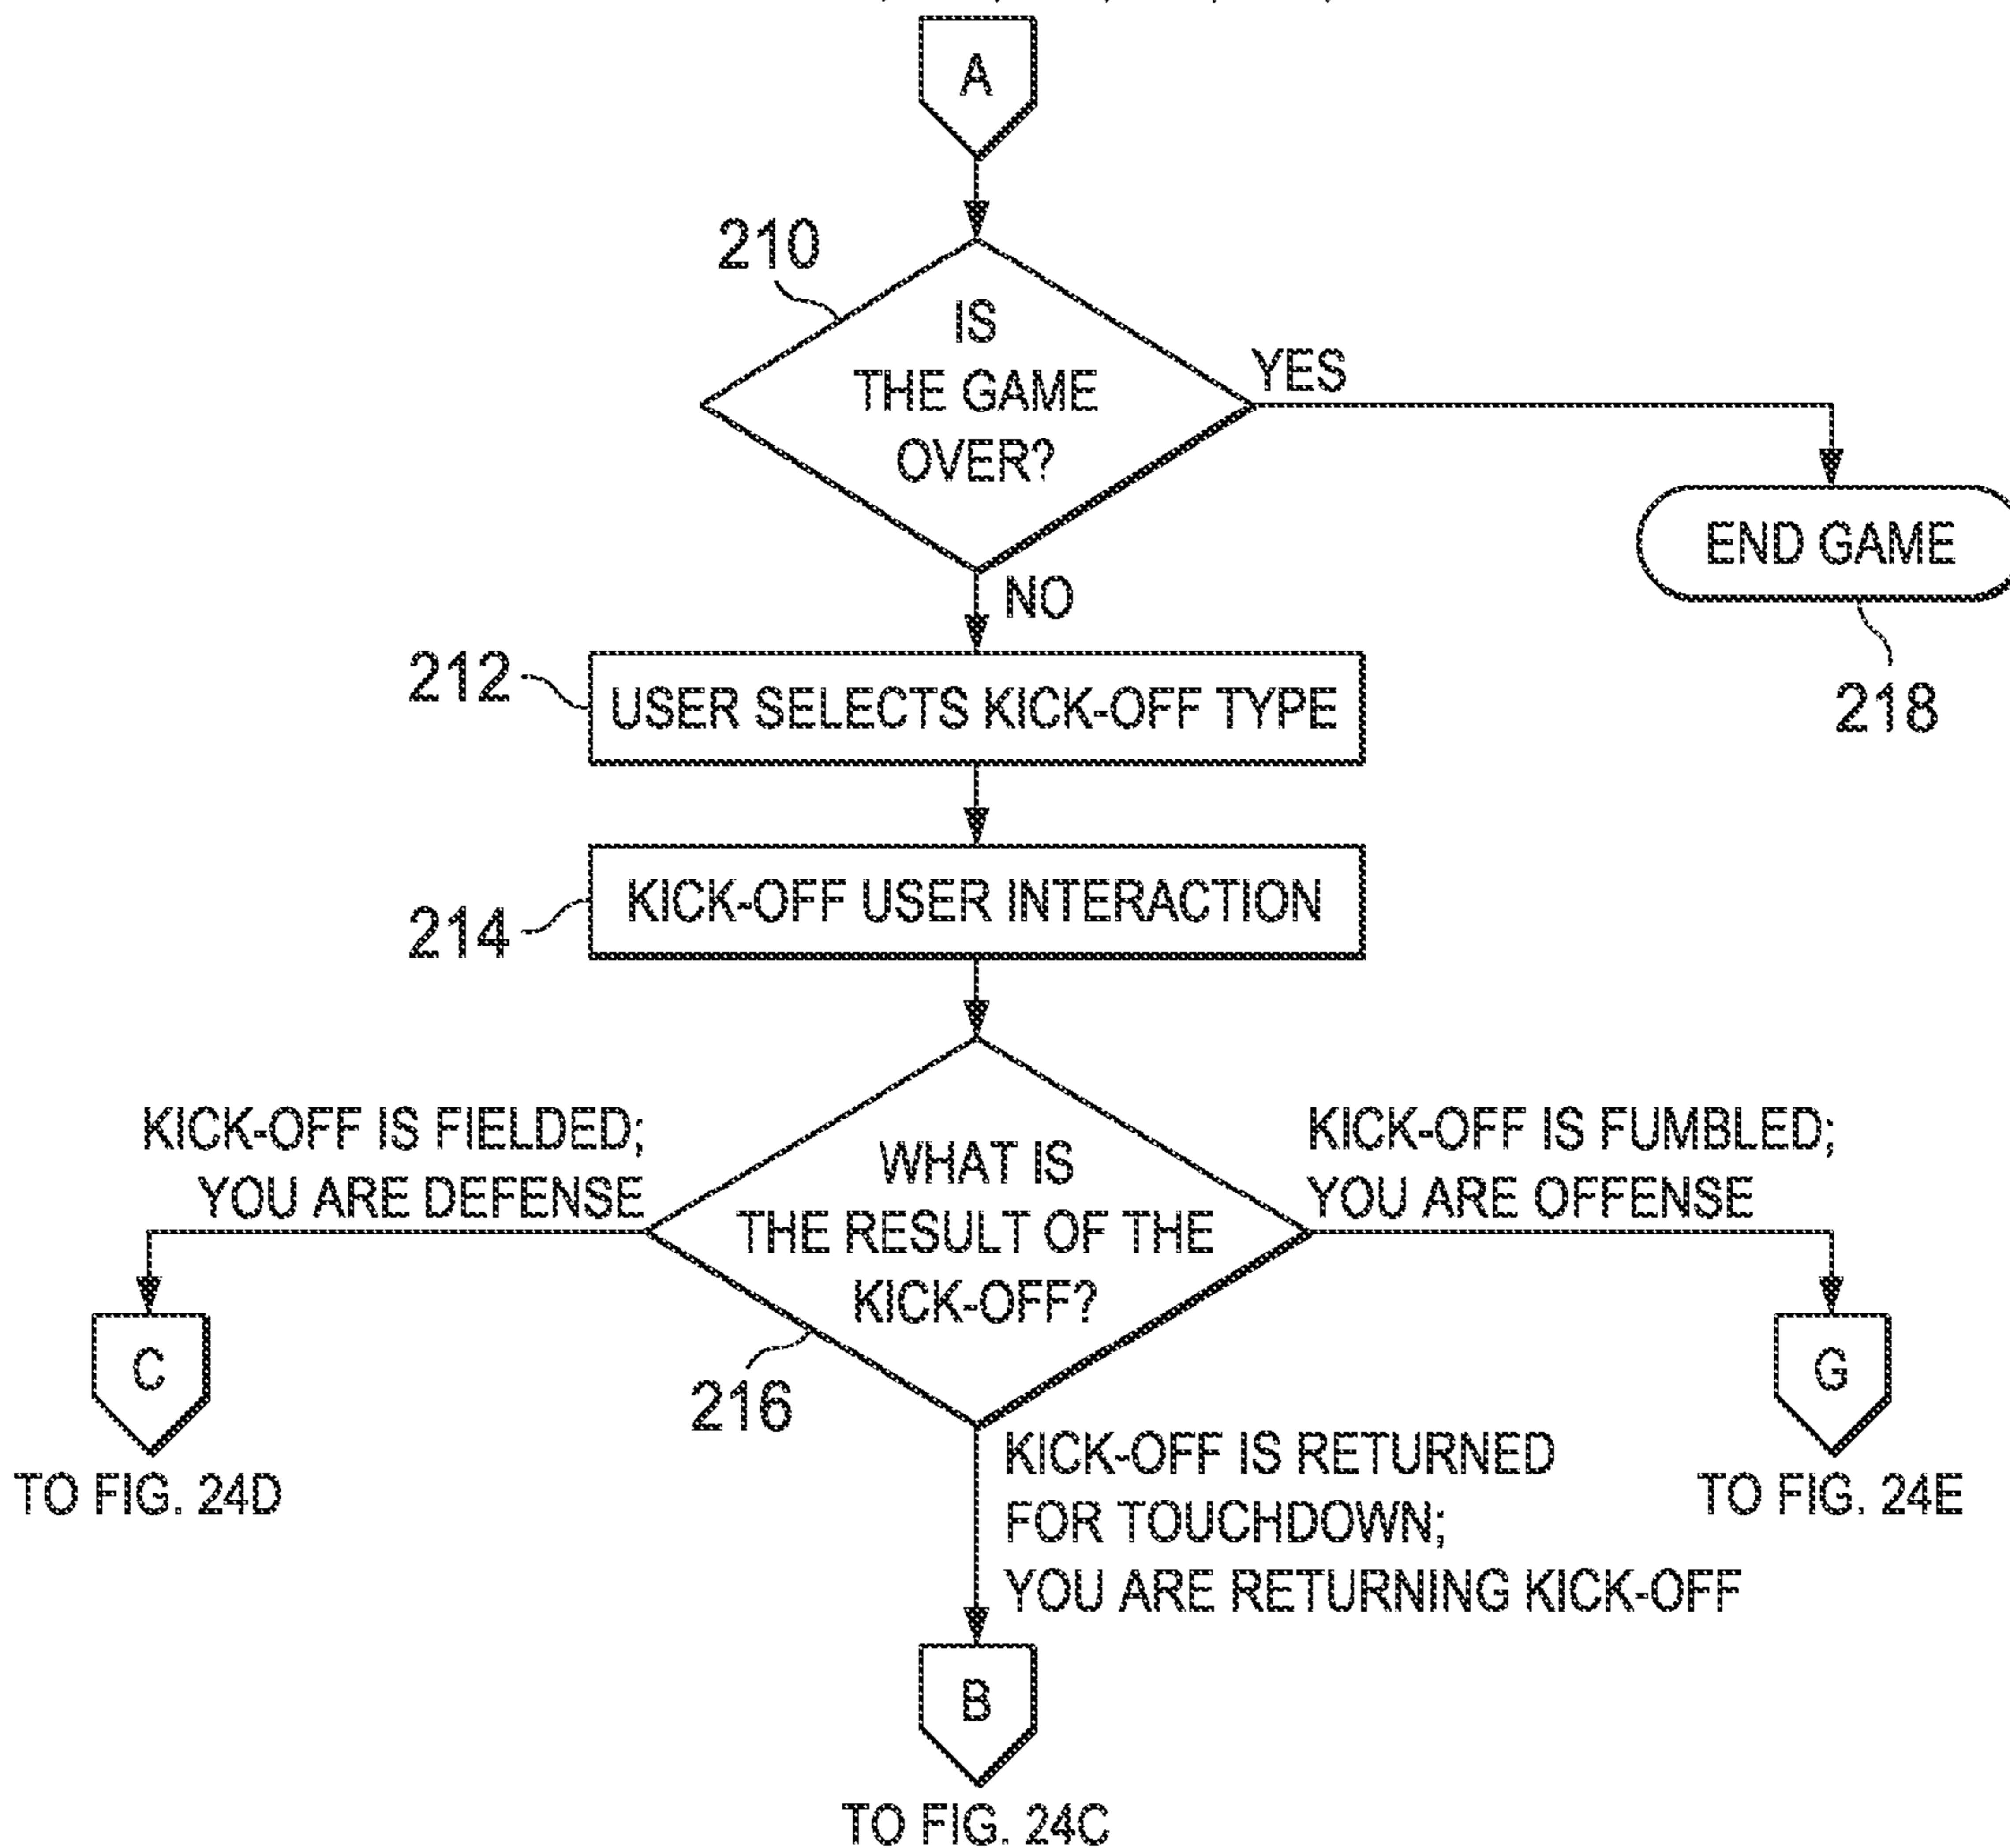 A
210
IS
THE GAME
OVER?
YES
END GAME
218
NO
212
USER SELECTS KICK-OFF TYPE
214
KICK-OFF USER INTERACTION
KICK-OFF IS FIELDED;
YOU ARE DEFENSE
WHAT IS
THE RESULT OF THE
KICK-OFF?
216
KICK-OFF IS FUMBLED;
YOU ARE OFFENSE
C
TO FIG. 24D
G
TO FIG. 24E
KICK-OFF IS RETURNED
FOR TOUCHDOWN;
YOU ARE RETURNING KICK-OFF
B
TO FIG. 24C